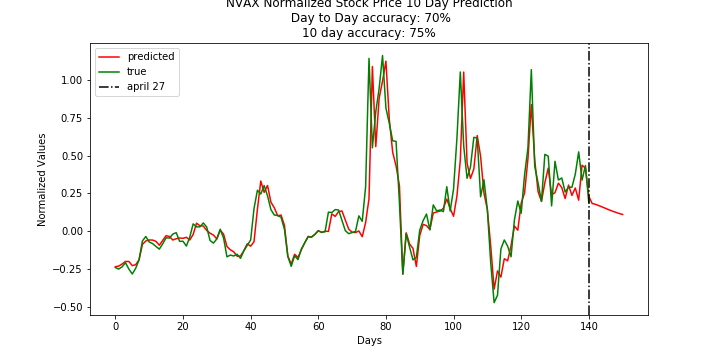 NVAX Normalized Stock Price 10 Day Prediction
Day to Day accuracy: 70%
10 day accuracy: 75%
predicted
true
april 27
1.00
0.75
0.50
0.25
0.00
−0.25
−0.50
Normalized Values
0 20 40 60 80 100 120 140
Days